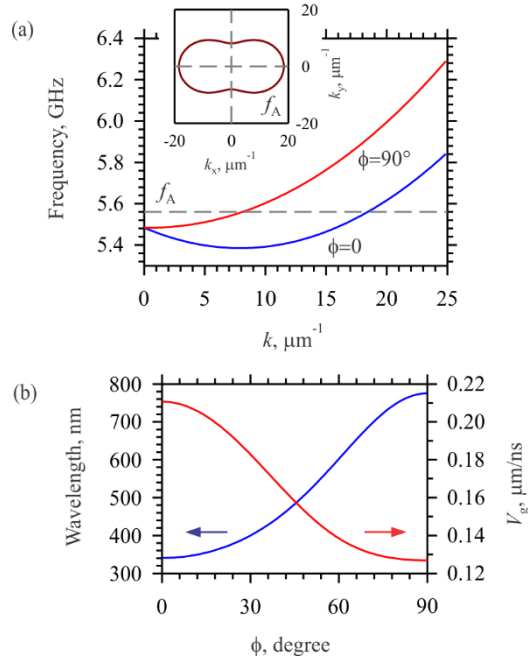 (a)
Frequency, GHz
6.4
6.2
6.0
5.8
5.6
5.4
20
0
-20
k_y, μm⁻¹
f_A
-20
0
20
k_x, μm⁻¹
ϕ=90°
f_A
ϕ=0
0
5
10
15
20
25
k, μm⁻¹
(b)
Wavelength, nm
800
700
600
500
400
300
0.22
0.20
0.18
0.16
0.14
0.12
V_g, μm/ns
0
30
60
90
ϕ, degree